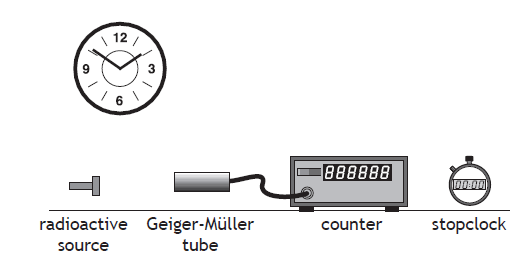 12
9 3
6
888888
00:00
radioactive source
Geiger-Müller tube
counter
stopclock